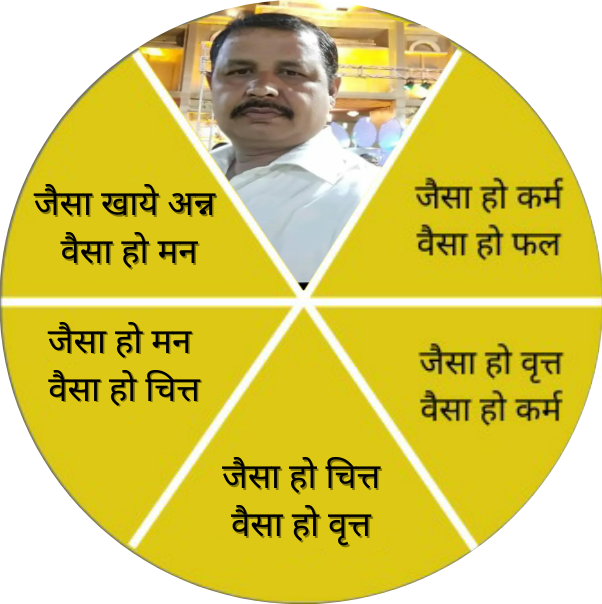 जैसा खाये अन्न
वैसा हो मन
जैसा हो मन
वैसा हो चित्त
जैसा हो चित्त
वैसा हो वृत्त
जैसा हो वृत्त
वैसा हो कर्म
जैसा हो कर्म
वैसा हो फल